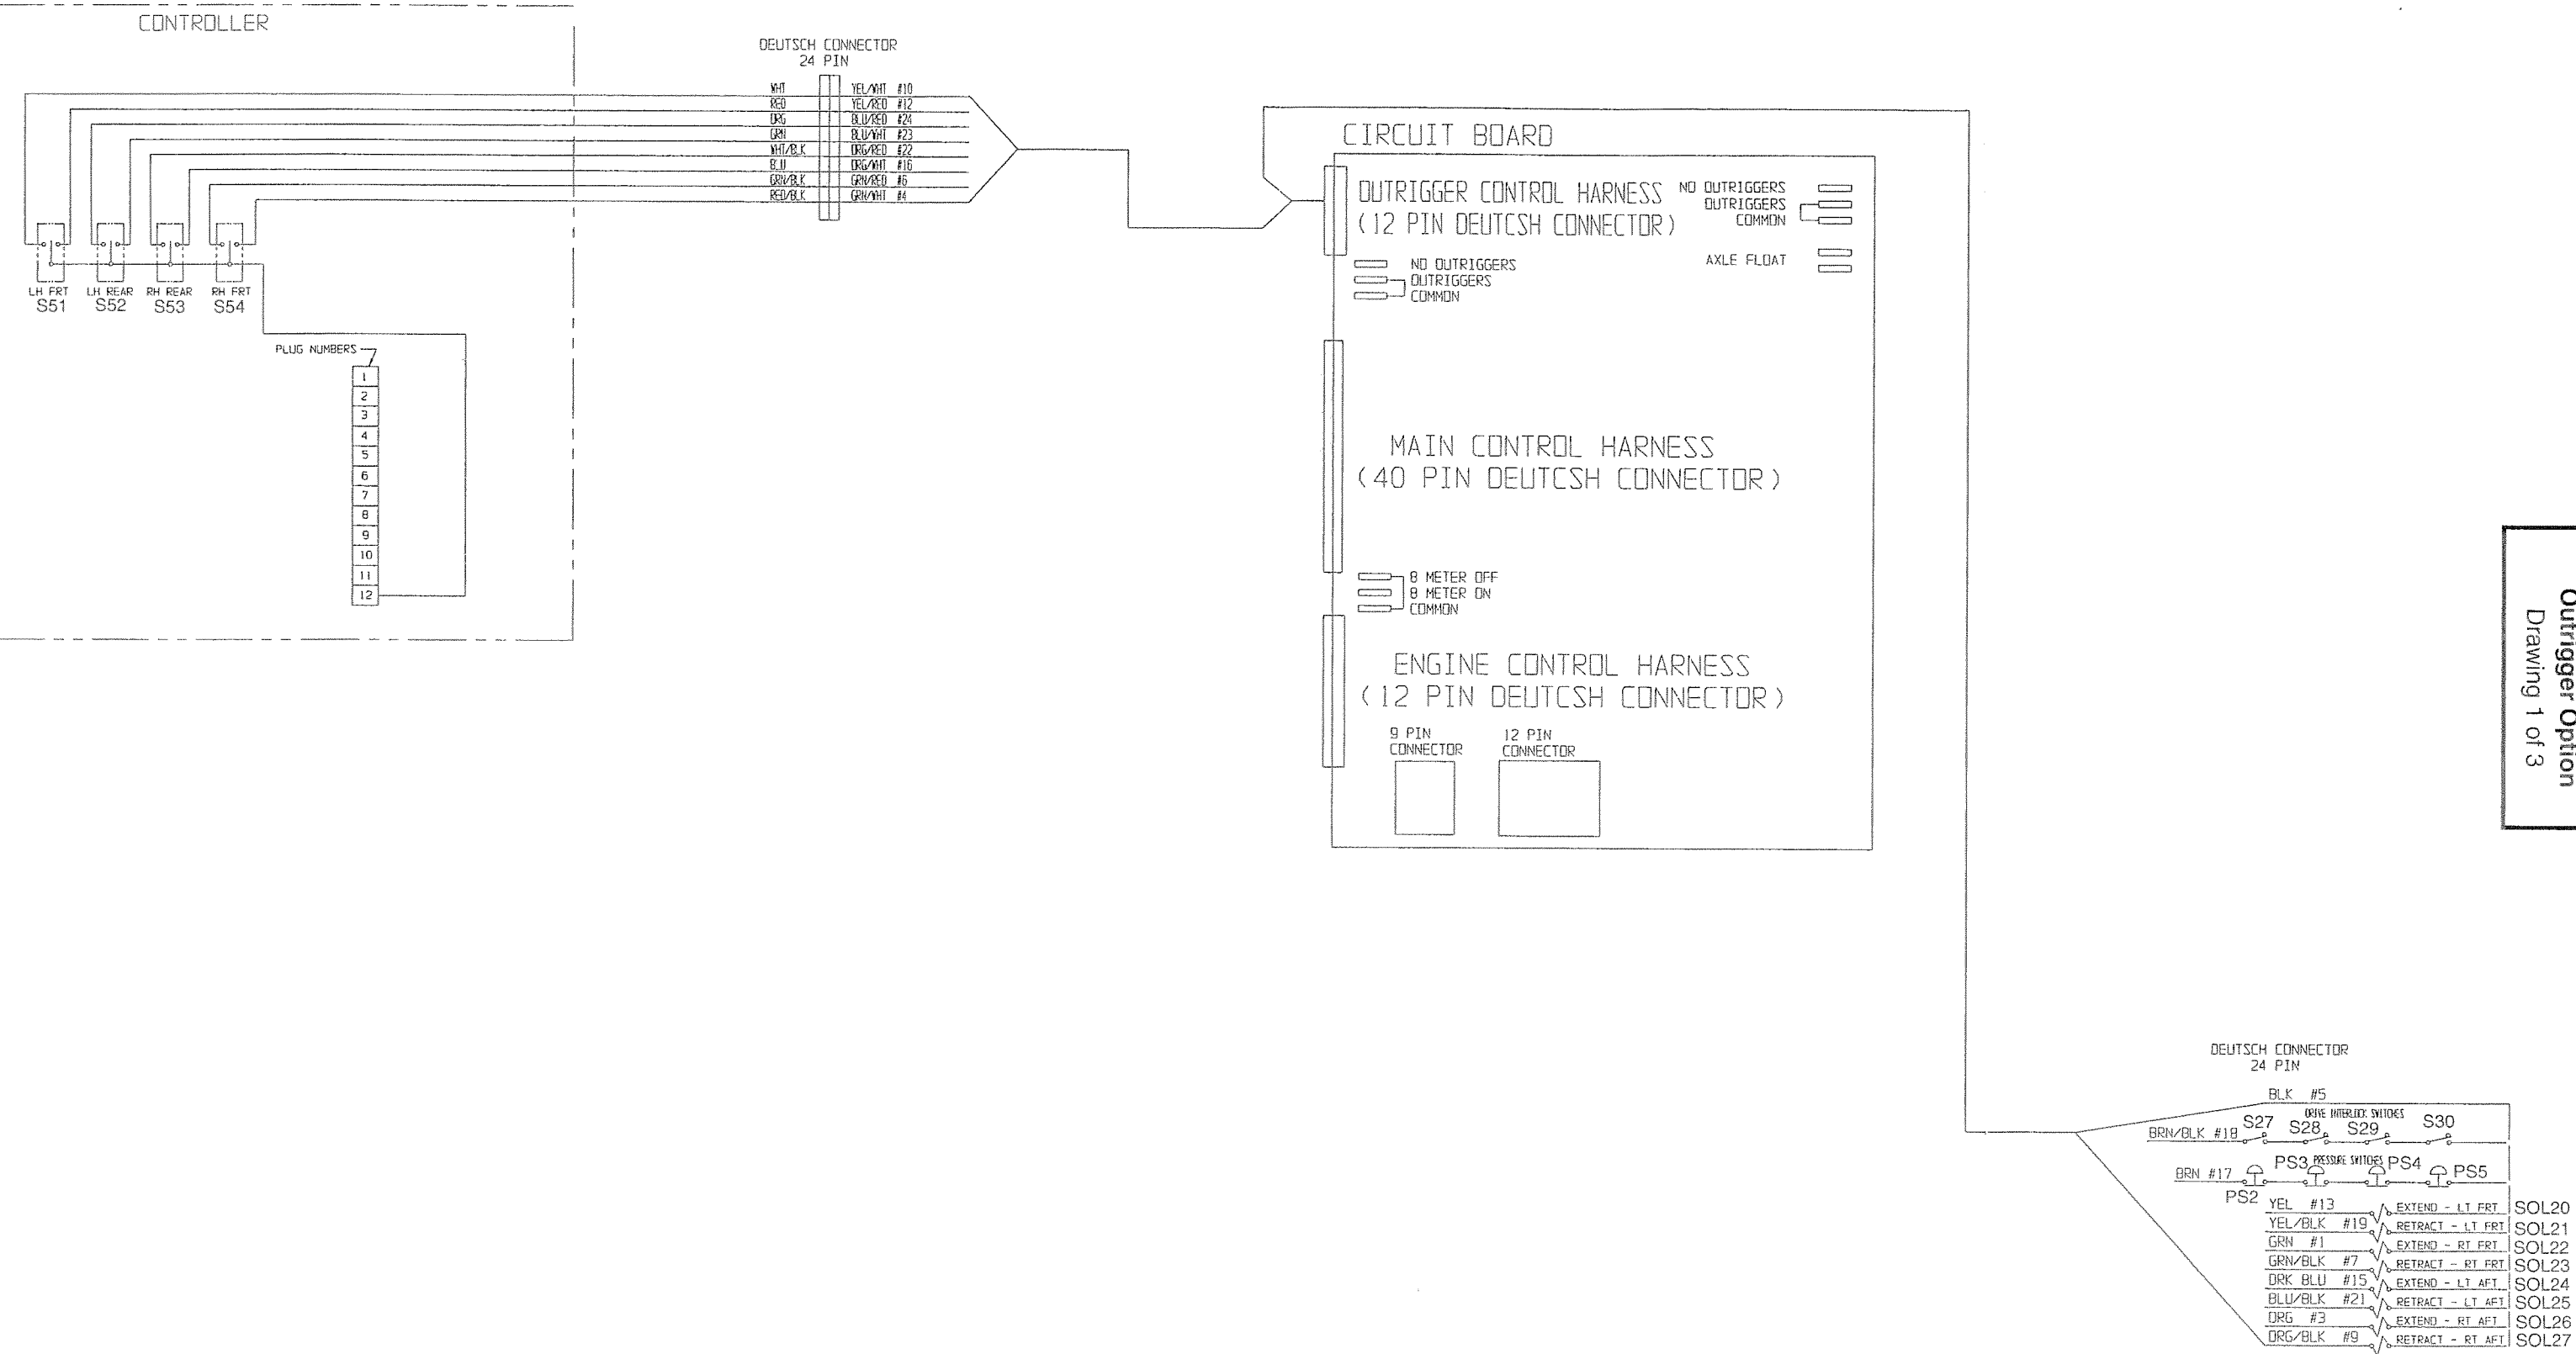 CONTROLLER
DEUTSCH CONNECTOR
24 PIN
WHT YEL/WHT #10
RED YEL/RED #12
ORG BLU/RED #24
GRN BLU/WHT #23
WHT/BLK ORG/RED #22
BLU ORG/WHT #16
GRN/BLK GRN/RED #6
RED/BLK GRN/WHT #4
LH FRT
S51
LH REAR
S52
RH REAR
S53
RH FRT
S54
PLUG NUMBERS
1
2
3
4
5
6
7
8
9
10
11
12
CIRCUIT BOARD
OUTRIGGER CONTROL HARNESS
(12 PIN DEUTCSH CONNECTOR)
NO OUTRIGGERS
OUTRIGGERS
COMMON
AXLE FLOAT
NO OUTRIGGERS
OUTRIGGERS
COMMON
MAIN CONTROL HARNESS
(40 PIN DEUTCSH CONNECTOR)
8 METER OFF
8 METER ON
COMMON
ENGINE CONTROL HARNESS
(12 PIN DEUTCSH CONNECTOR)
9 PIN
CONNECTOR
12 PIN
CONNECTOR
Outrigger Option
Drawing 1 of 3
DEUTSCH CONNECTOR
24 PIN
BLK #5
DRIVE INTERLOCK SWITCHES
BRN/BLK #18 S27 S28 S29 S30
PRESSURE SWITCHES
BRN #17 PS2 PS3 PS4 PS5
YEL #13 EXTEND - LT FRT SOL20
YEL/BLK #19 RETRACT - LT FRT SOL21
GRN #1 EXTEND - RT FRT SOL22
GRN/BLK #7 RETRACT - RT FRT SOL23
DRK BLU #15 EXTEND - LT AFT SOL24
BLU/BLK #21 RETRACT - LT AFT SOL25
ORG #3 EXTEND - RT AFT SOL26
ORG/BLK #9 RETRACT - RT AFT SOL27